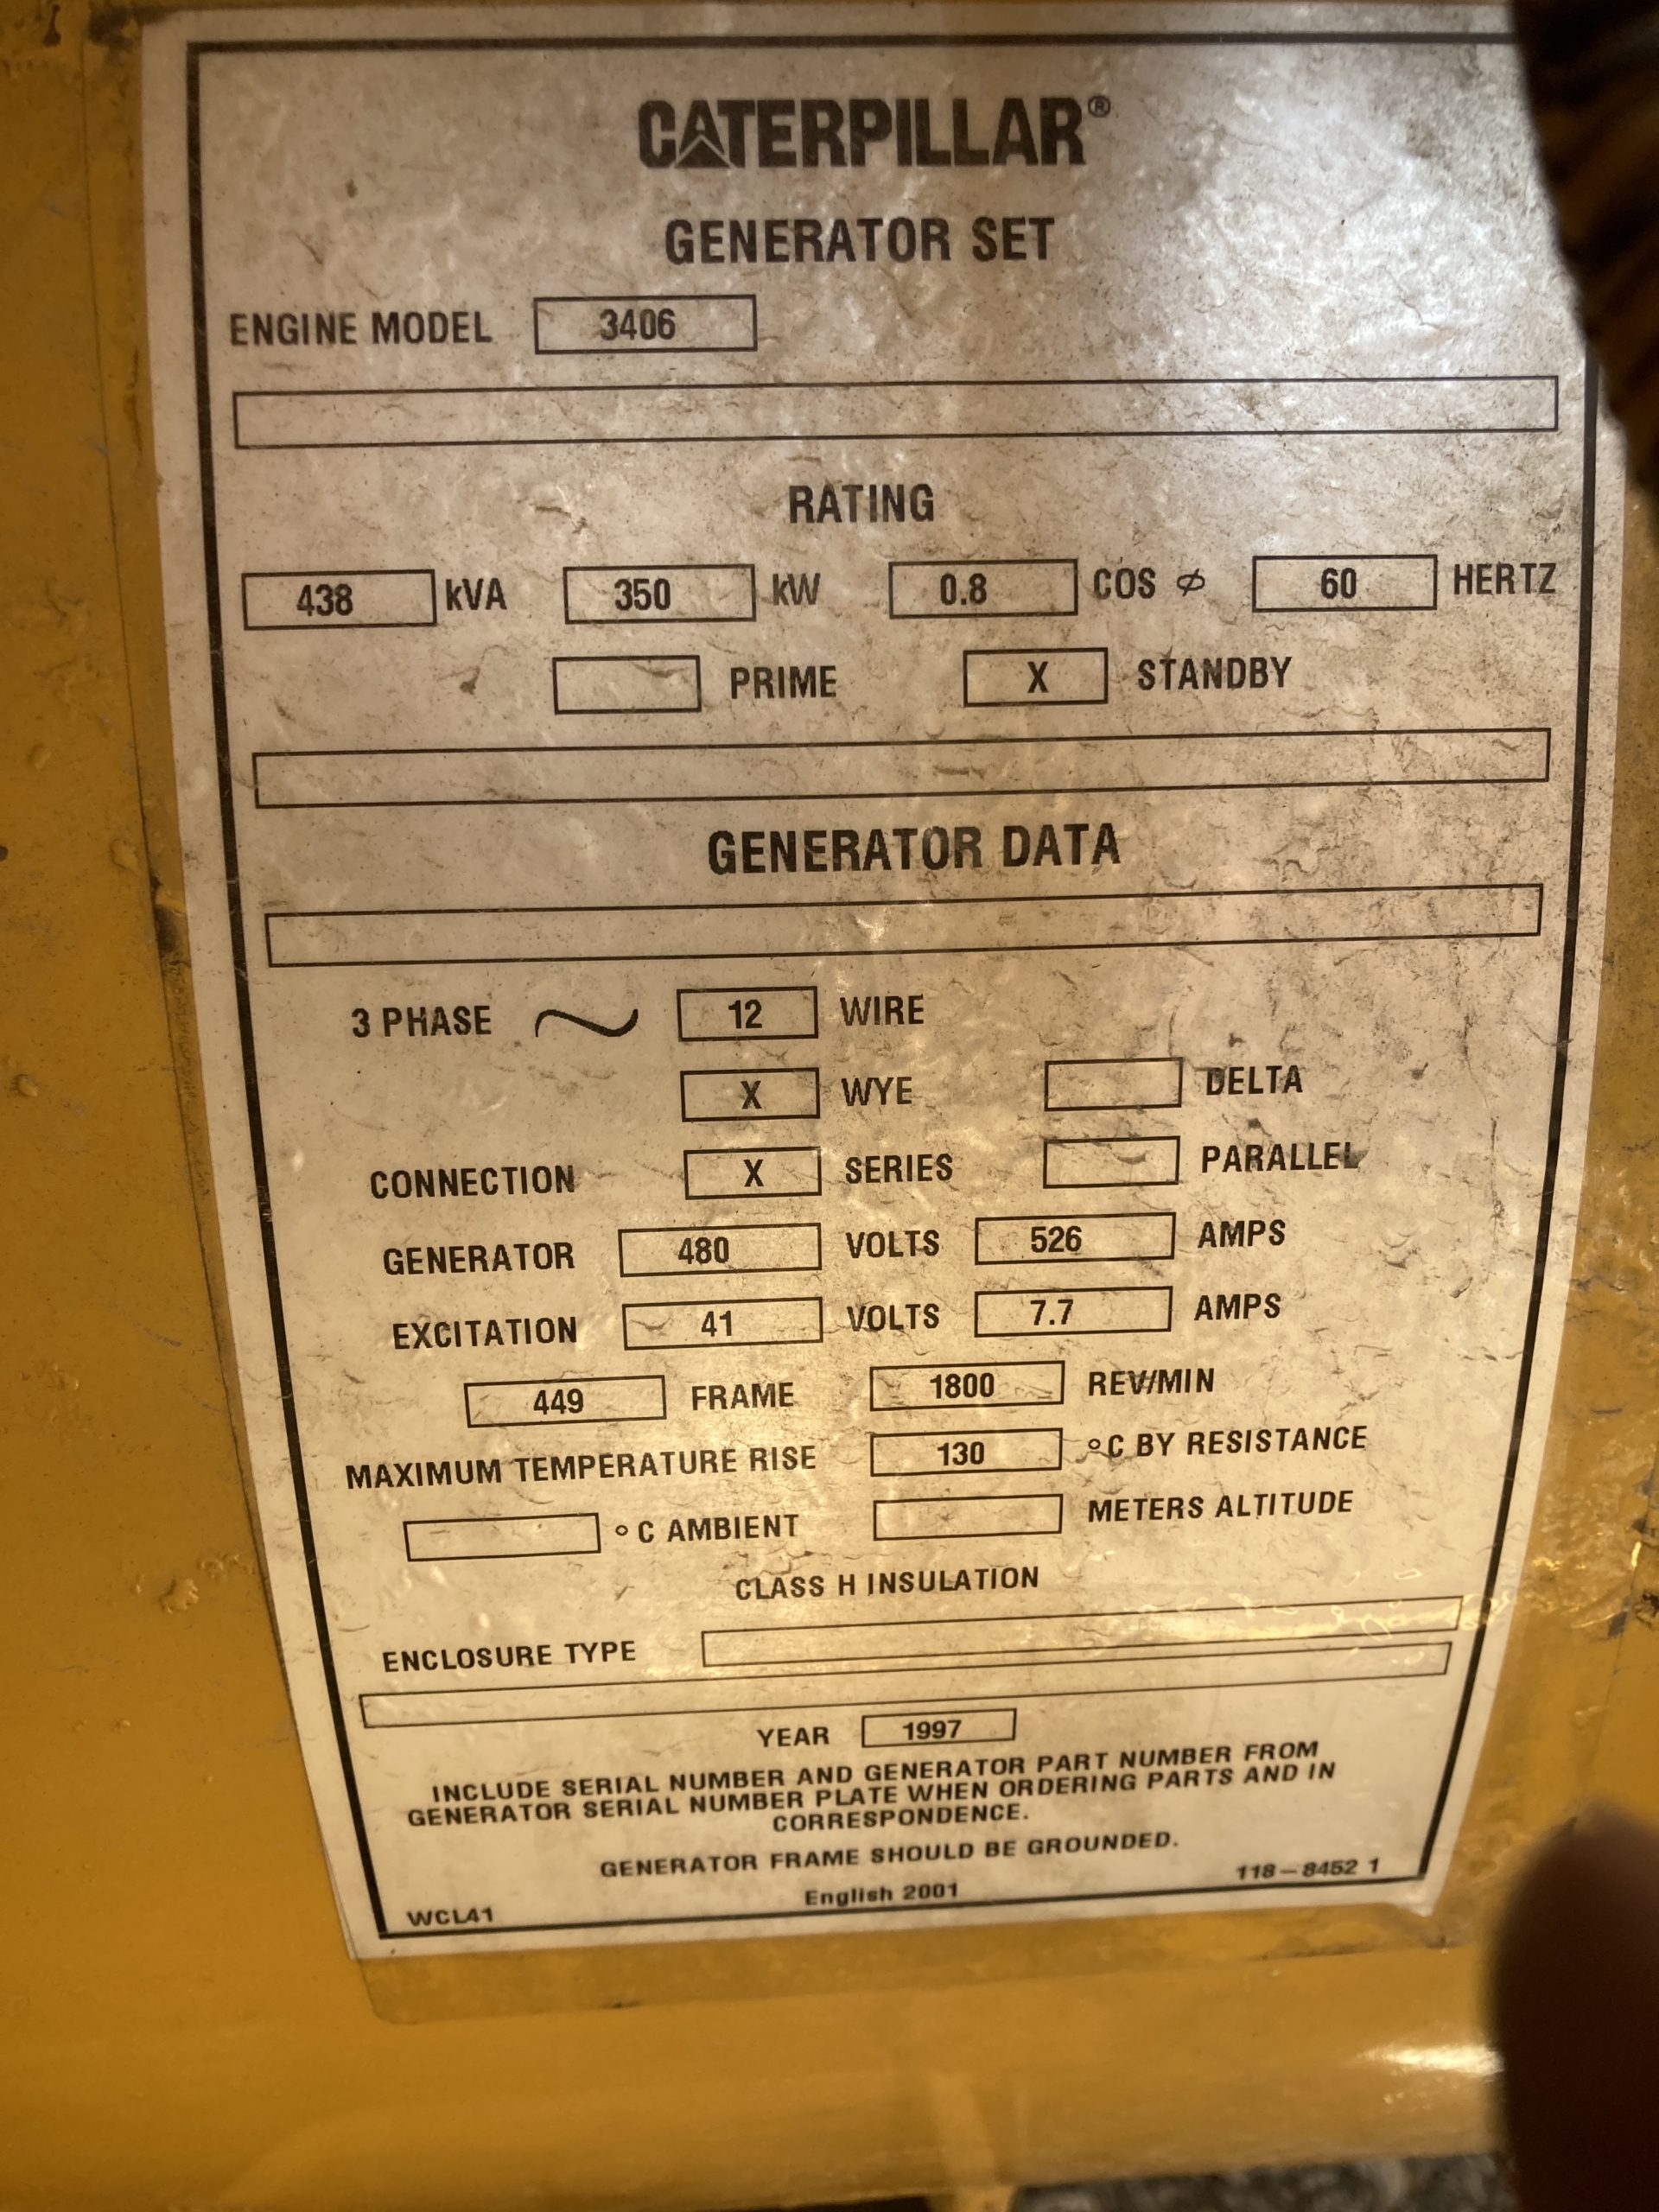 CATERPILLAR®
GENERATOR SET
ENGINE MODEL 3406
RATING
438 kVA 350 kW 0.8 COS ⌀ 60 HERTZ
PRIME X STANDBY
GENERATOR DATA
3 PHASE ~ 12 WIRE
X WYE DELTA
CONNECTION X SERIES PARALLEL
GENERATOR 480 VOLTS 526 AMPS
EXCITATION 41 VOLTS 7.7 AMPS
449 FRAME 1800 REV/MIN
MAXIMUM TEMPERATURE RISE 130 °C BY RESISTANCE
°C AMBIENT METERS ALTITUDE
CLASS H INSULATION
ENCLOSURE TYPE
YEAR 1997
INCLUDE SERIAL NUMBER AND GENERATOR PART NUMBER FROM
GENERATOR SERIAL NUMBER PLATE WHEN ORDERING PARTS AND IN
CORRESPONDENCE.
GENERATOR FRAME SHOULD BE GROUNDED.
WCL41 English 2001 118-8452 1